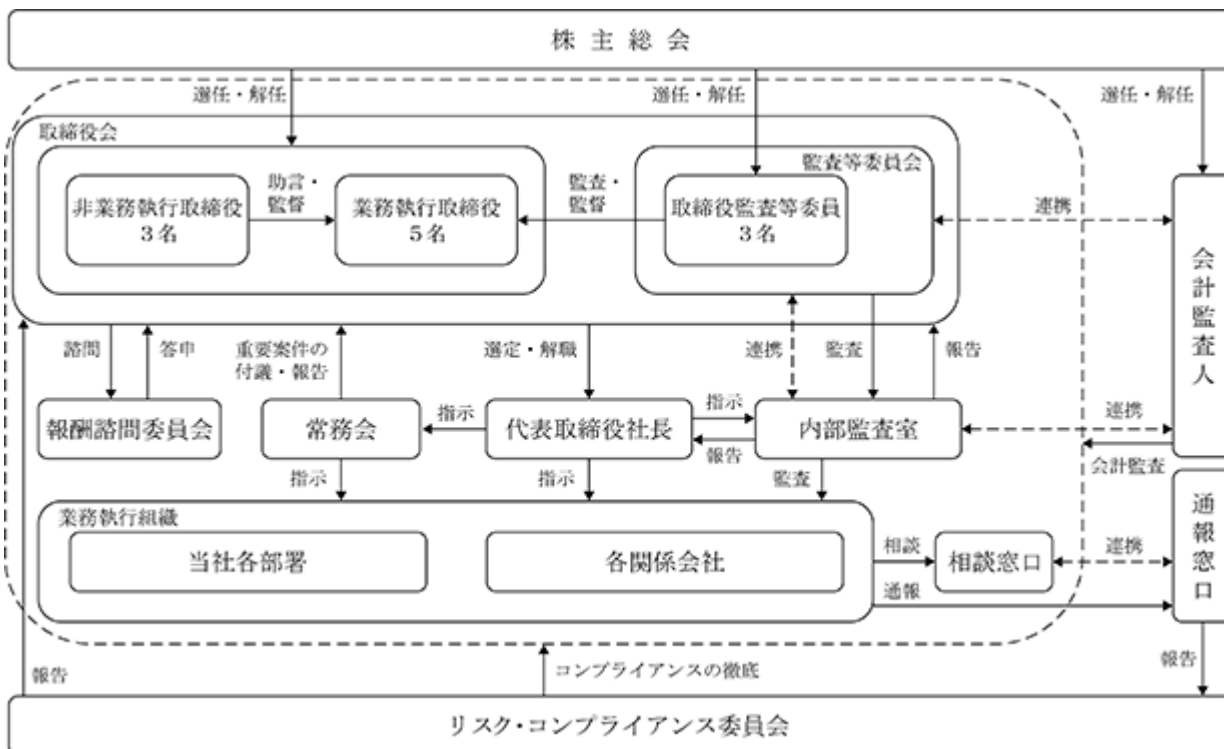 株主総会
選任・解任
選任・解任
選任・解任
取締役会
監査等委員会
非業務執行取締役
3名
助言・
監督
業務執行取締役
5名
監査・
監督
取締役監査等委員
3名
連携
会計監査人
諮問
答申
重要案件の
付議・報告
選定・解職
連携
監査
報告
報酬諮問委員会
常務会
指示
代表取締役社長
指示
報告
内部監査室
連携
会計監査
指示
指示
監査
業務執行組織
当社各部署
各関係会社
相談
通報
相談窓口
連携
通報窓口
報告
コンプライアンスの徹底
報告
リスク・コンプライアンス委員会